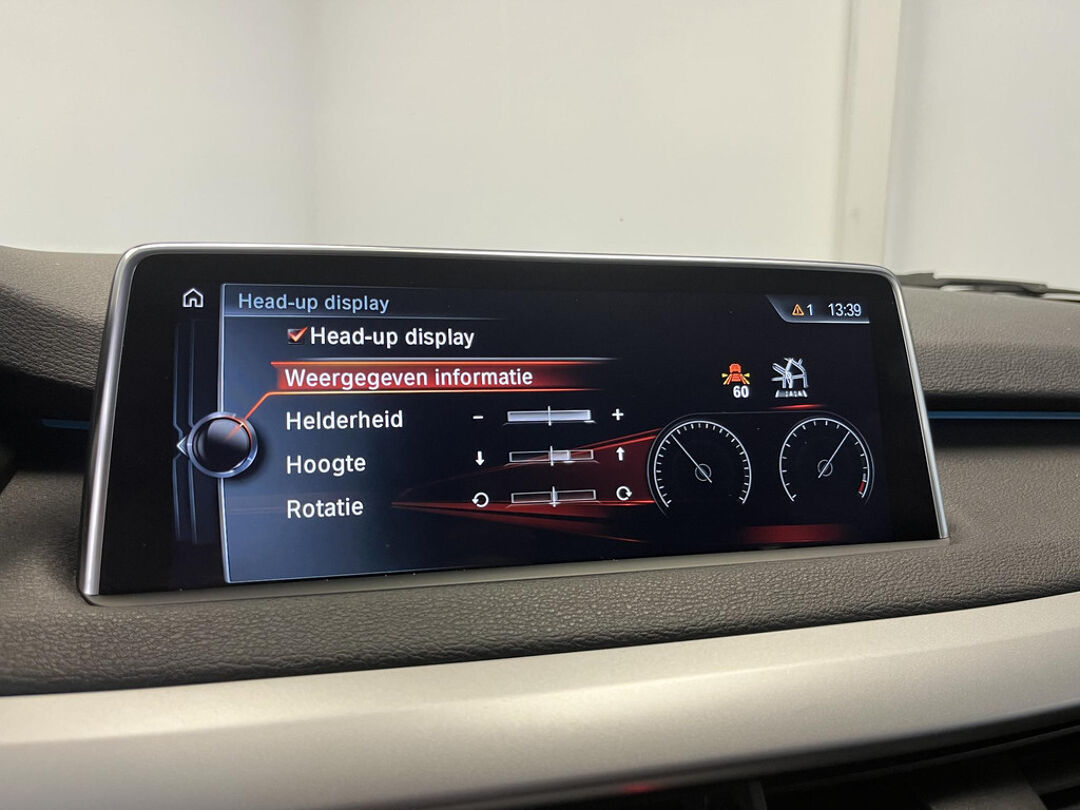 Head-up display
1 13:39
Head-up display
Weergegeven informatie
60
Helderheid - +
Hoogte
Rotatie